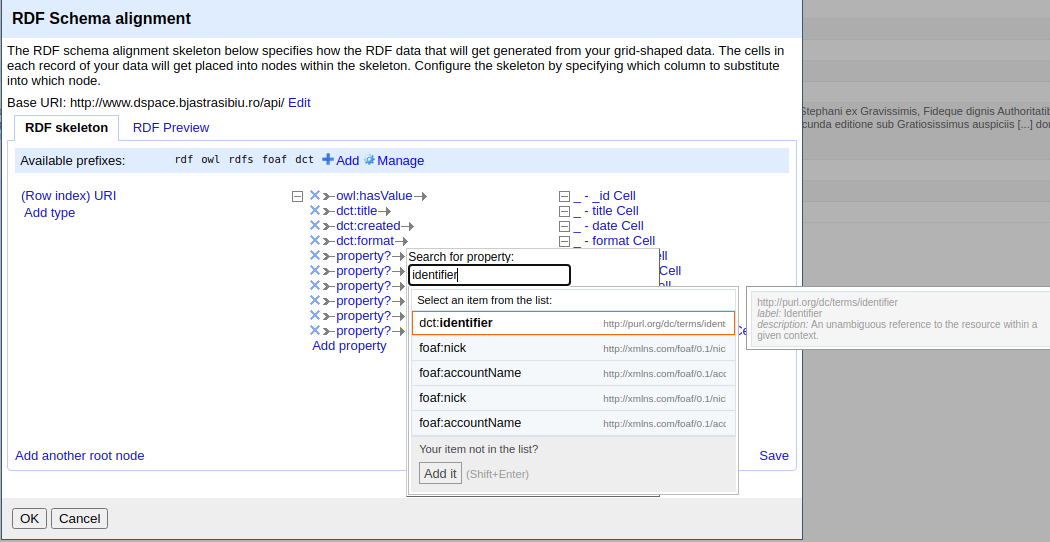 RDF Schema alignment
The RDF schema alignment skeleton below specifies how the RDF data that will get generated from your grid-shaped data. The cells in
each record of your data will get placed into nodes within the skeleton. Configure the skeleton by specifying which column to substitute
into which node.
Base URI: http://www.dspace.bjastrasibiu.ro/api/ Edit
Stephani ex Gravissimis, Fideque dignis
cunda editione sub Gratiosissimus auspiciis [...]
RDF skeleton RDF Preview
Available prefixes: rdf owl rdfs foaf dct Add Manage
(Row index) URI owl:hasValue _ - _id Cell
Add type dct:title _ - title Cell
dct:created _ - date Cell
dct:format _ - format Cell
property? Search for property:
property? identifier Cell
property?
property? Select an item from the list:
property? dct:identifier http://purl.org/dc/terms/ident
property?
Add property foaf:nick http://xmlns.com/foaf/0.1/nic
foaf:accountName http://xmlns.com/foaf/0.1/acc
foaf:nick http://xmlns.com/foaf/0.1/nic
foaf:accountName http://xmlns.com/foaf/0.1/acc
http://purl.org/dc/terms/identifier
label: Identifier
description: An unambiguous reference to the resource within a
given context.
Your item not in the list?
Add it (Shift+Enter)
Add another root node Save
OK Cancel